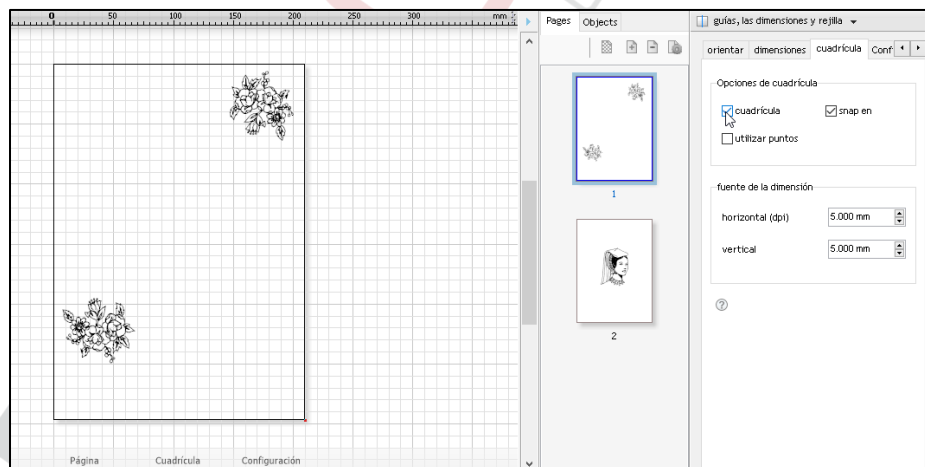 0 50 100 150 200 250 300 mm
Pages Objects
guías, las dimensiones y rejilla
orientar dimensiones cuadrícula Conf
Opciones de cuadrícula
cuadrícula snap en
utilizar puntos
fuente de la dimensión
horizontal (dpi) 5.000 mm
vertical 5.000 mm
?
1
2
Página Cuadrícula Configuración